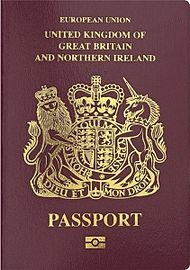 EUROPEAN UNION
UNITED KINGDOM OF
GREAT BRITAIN
AND NORTHERN IRELAND
DIEU ET MON DROIT
PASSPORT